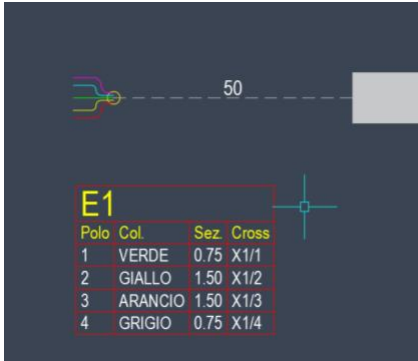 50
E1
Polo Col. Sez. Cross
1 VERDE 0.75 X1/1
2 GIALLO 1.50 X1/2
3 ARANCIO 1.50 X1/3
4 GRIGIO 0.75 X1/4